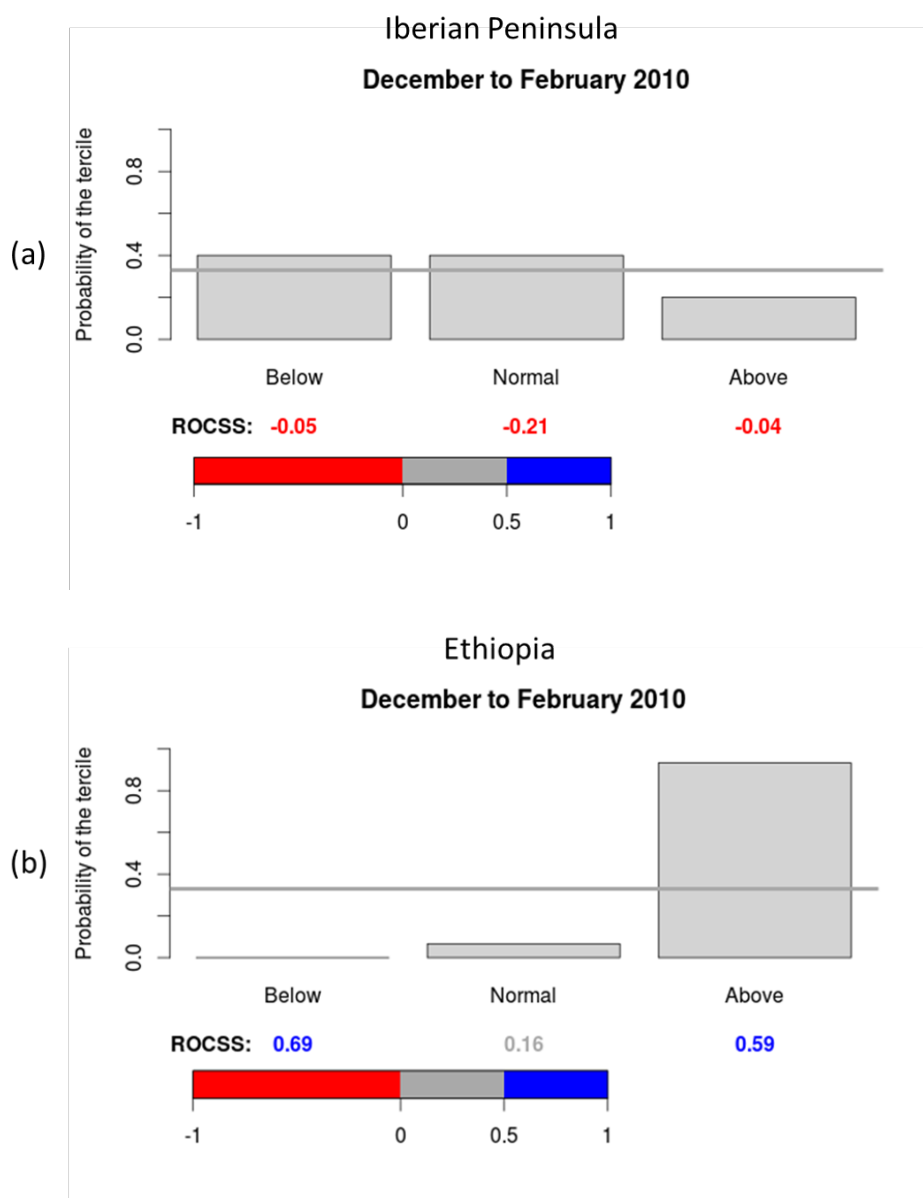 Iberian Peninsula
December to February 2010
(a)
Probability of the tercile
0.8
0.4
0.0
Below Normal Above
ROCSS: -0.05 -0.21 -0.04
-1 0 0.5 1
Ethiopia
December to February 2010
(b)
Probability of the tercile
0.8
0.4
0.0
Below Normal Above
ROCSS: 0.69 0.16 0.59
-1 0 0.5 1